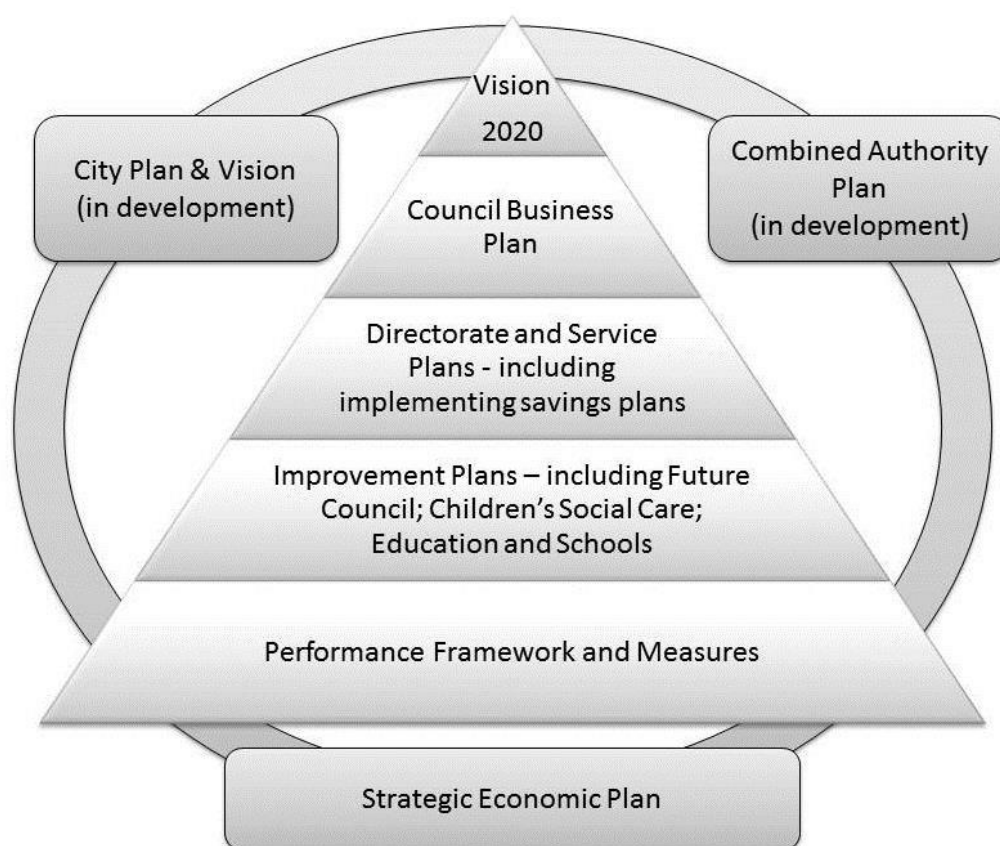 Vision
2020
City Plan & Vision
(in development)
Combined Authority
Plan
(in development)
Council Business
Plan
Directorate and Service
Plans - including
implementing savings plans
Improvement Plans – including Future
Council; Children's Social Care;
Education and Schools
Performance Framework and Measures
Strategic Economic Plan